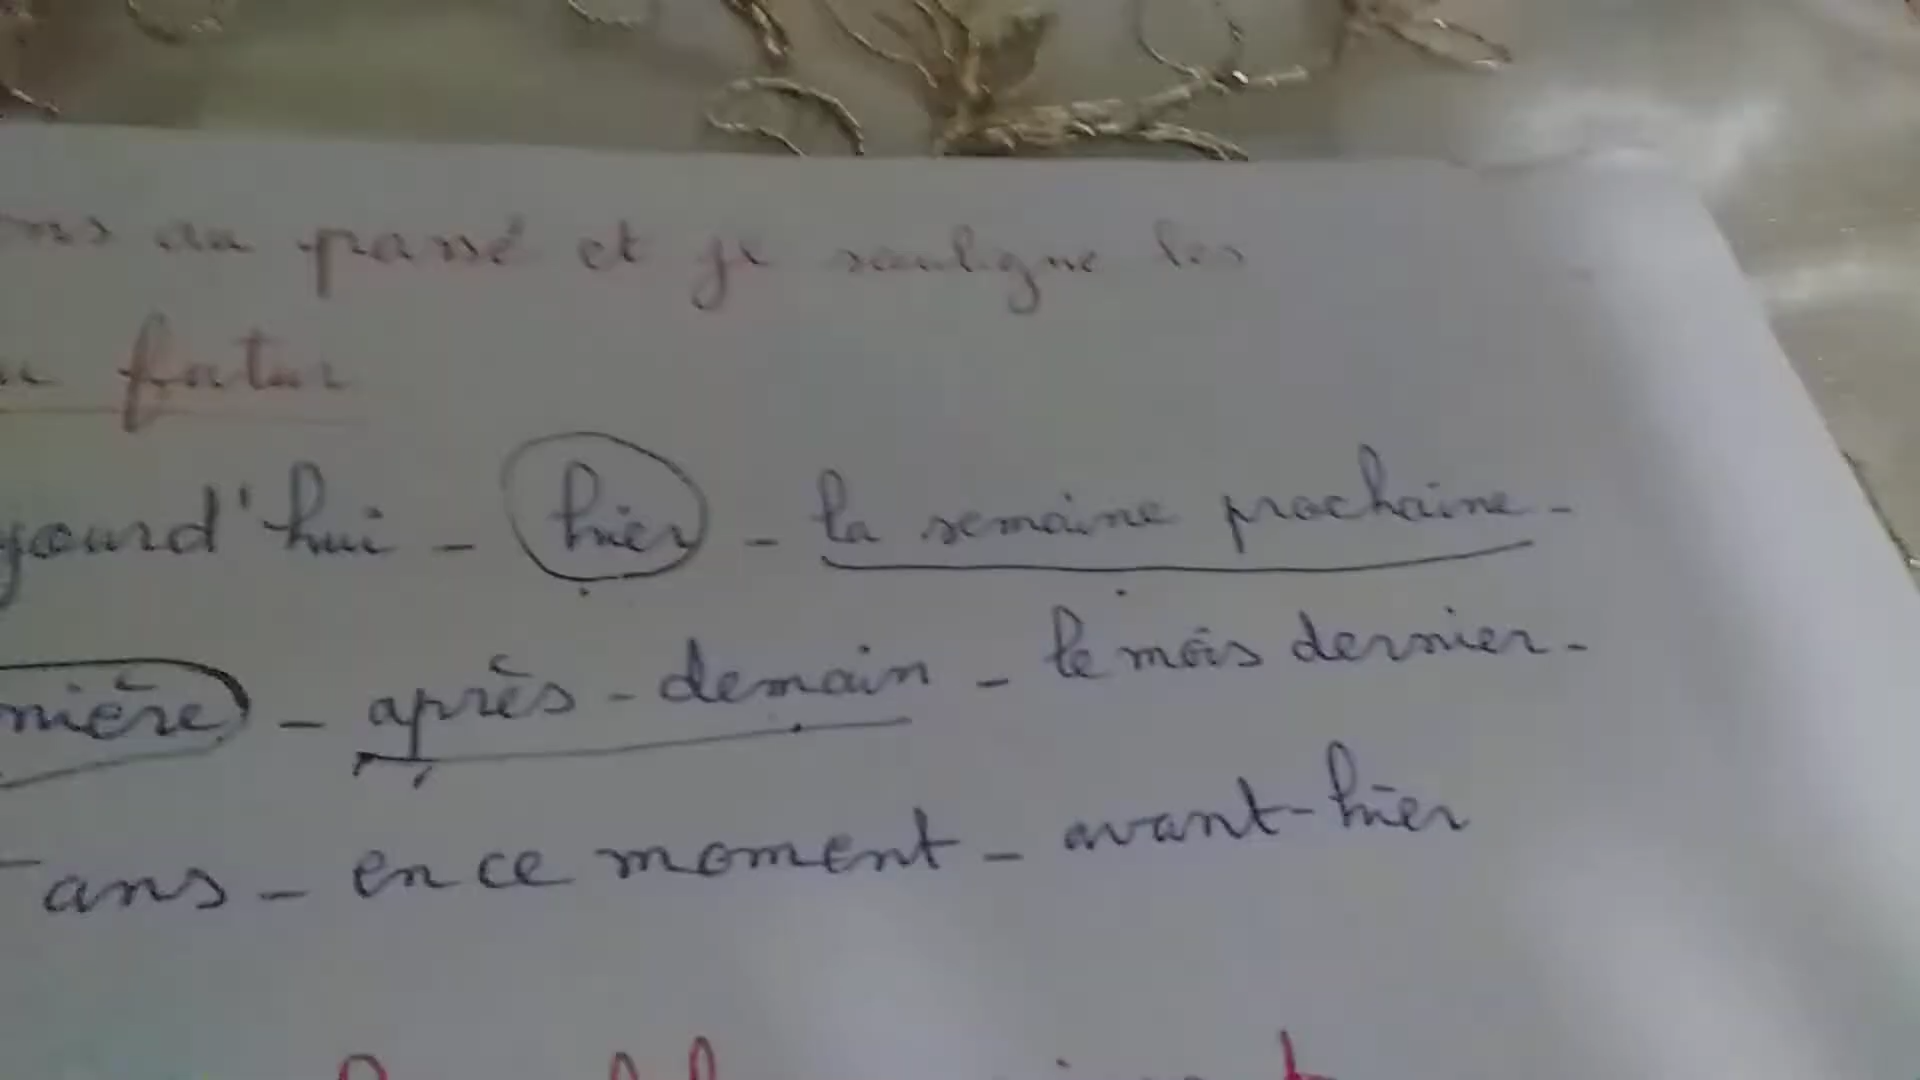 au passé et je souligne les
futur
jourd'hui - hier - la semaine prochaine -
nière - après - demain - le mois dernier -
ans - en ce moment - avant-hier